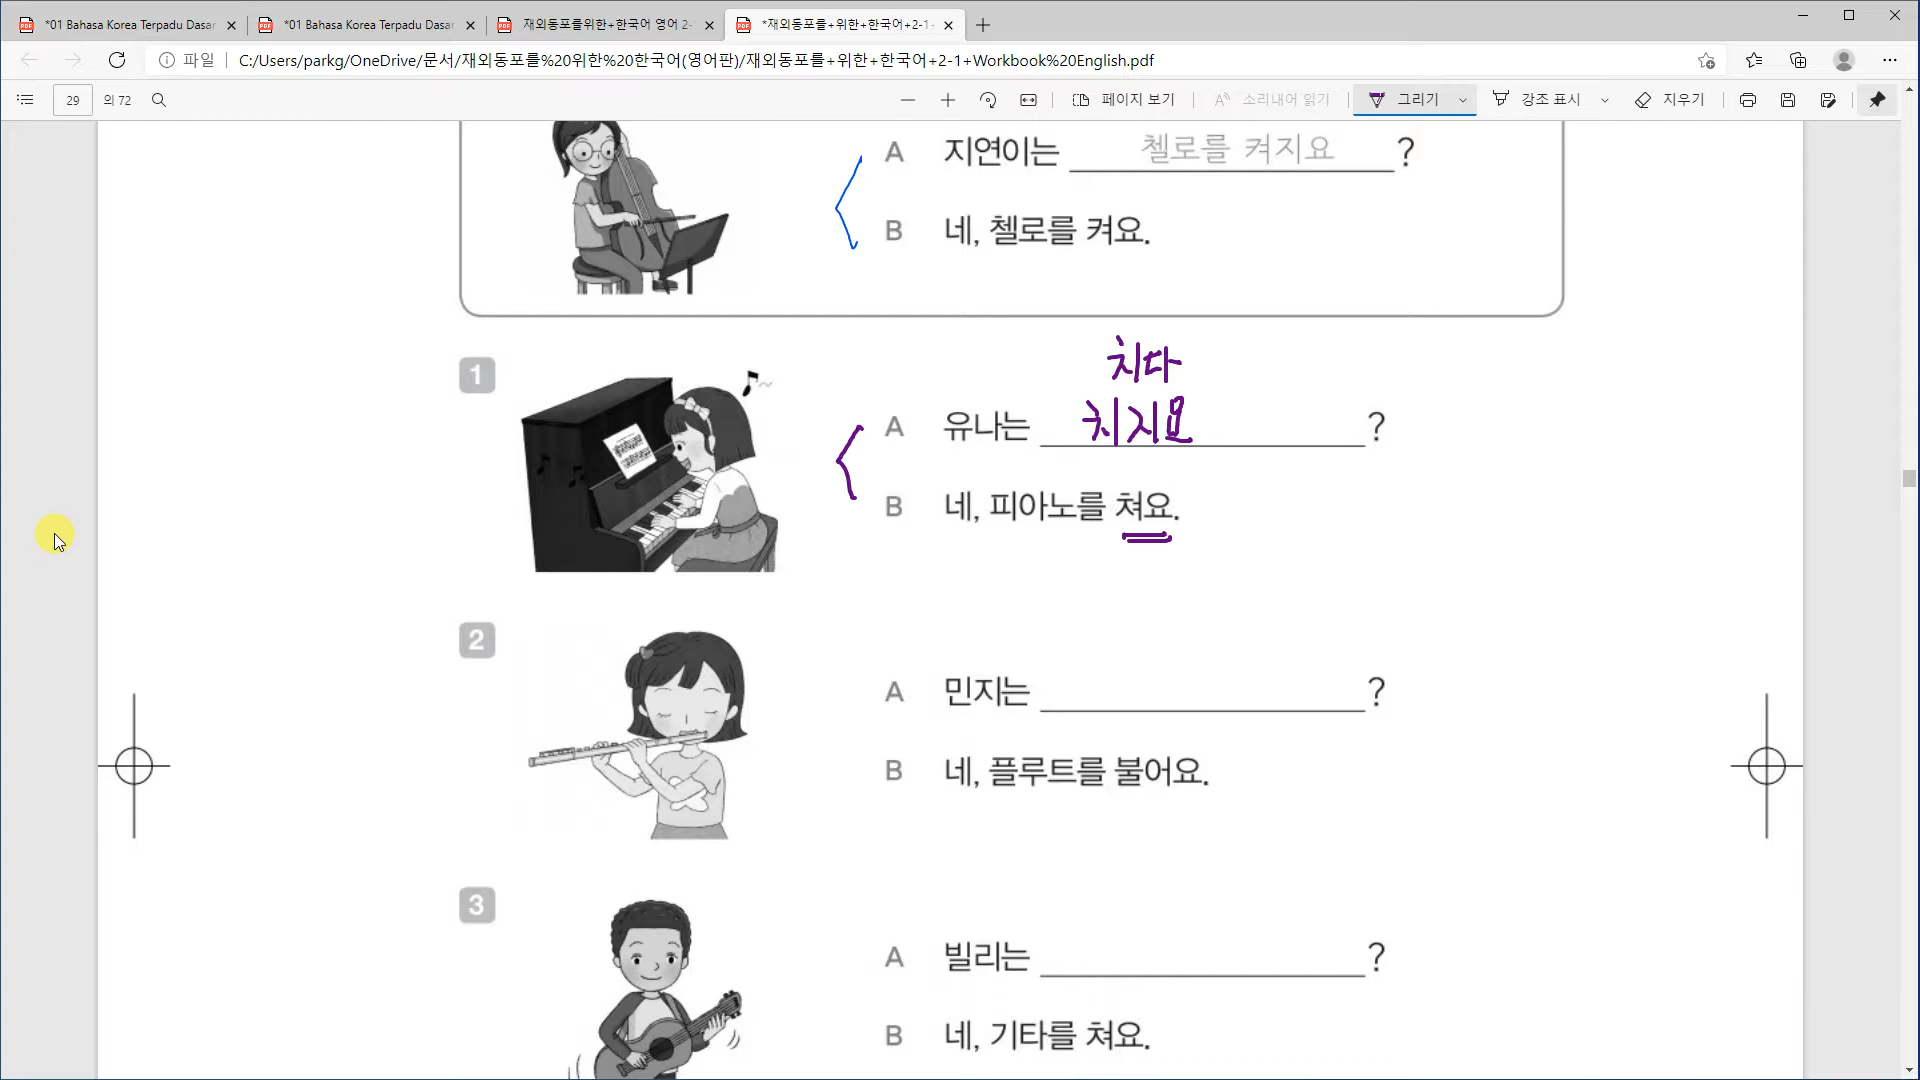 *01 Bahasa Korea Terpadu Dasar
*01 Bahasa Korea Terpadu Dasar
재외동포를위한+한국어 영어 2-
*재외동포를+위한+한국어+2-1-
파일
C:/Users/parkg/OneDrive/문서/재외동포를%20위한%20한국어(영어판)/재외동포를+위한+한국어+2-1+Workbook%20English.pdf
29 의 72
페이지 보기
소리내어 읽기
그리기
강조 표시
지우기
A 지연이는 첼로를 켜지요 ?
B 네, 첼로를 켜요.
1
치다
A 유나는 치지요 ?
B 네, 피아노를 쳐요.
2
A 민지는 ?
B 네, 플루트를 불어요.
3
A 빌리는 ?
B 네, 기타를 쳐요.